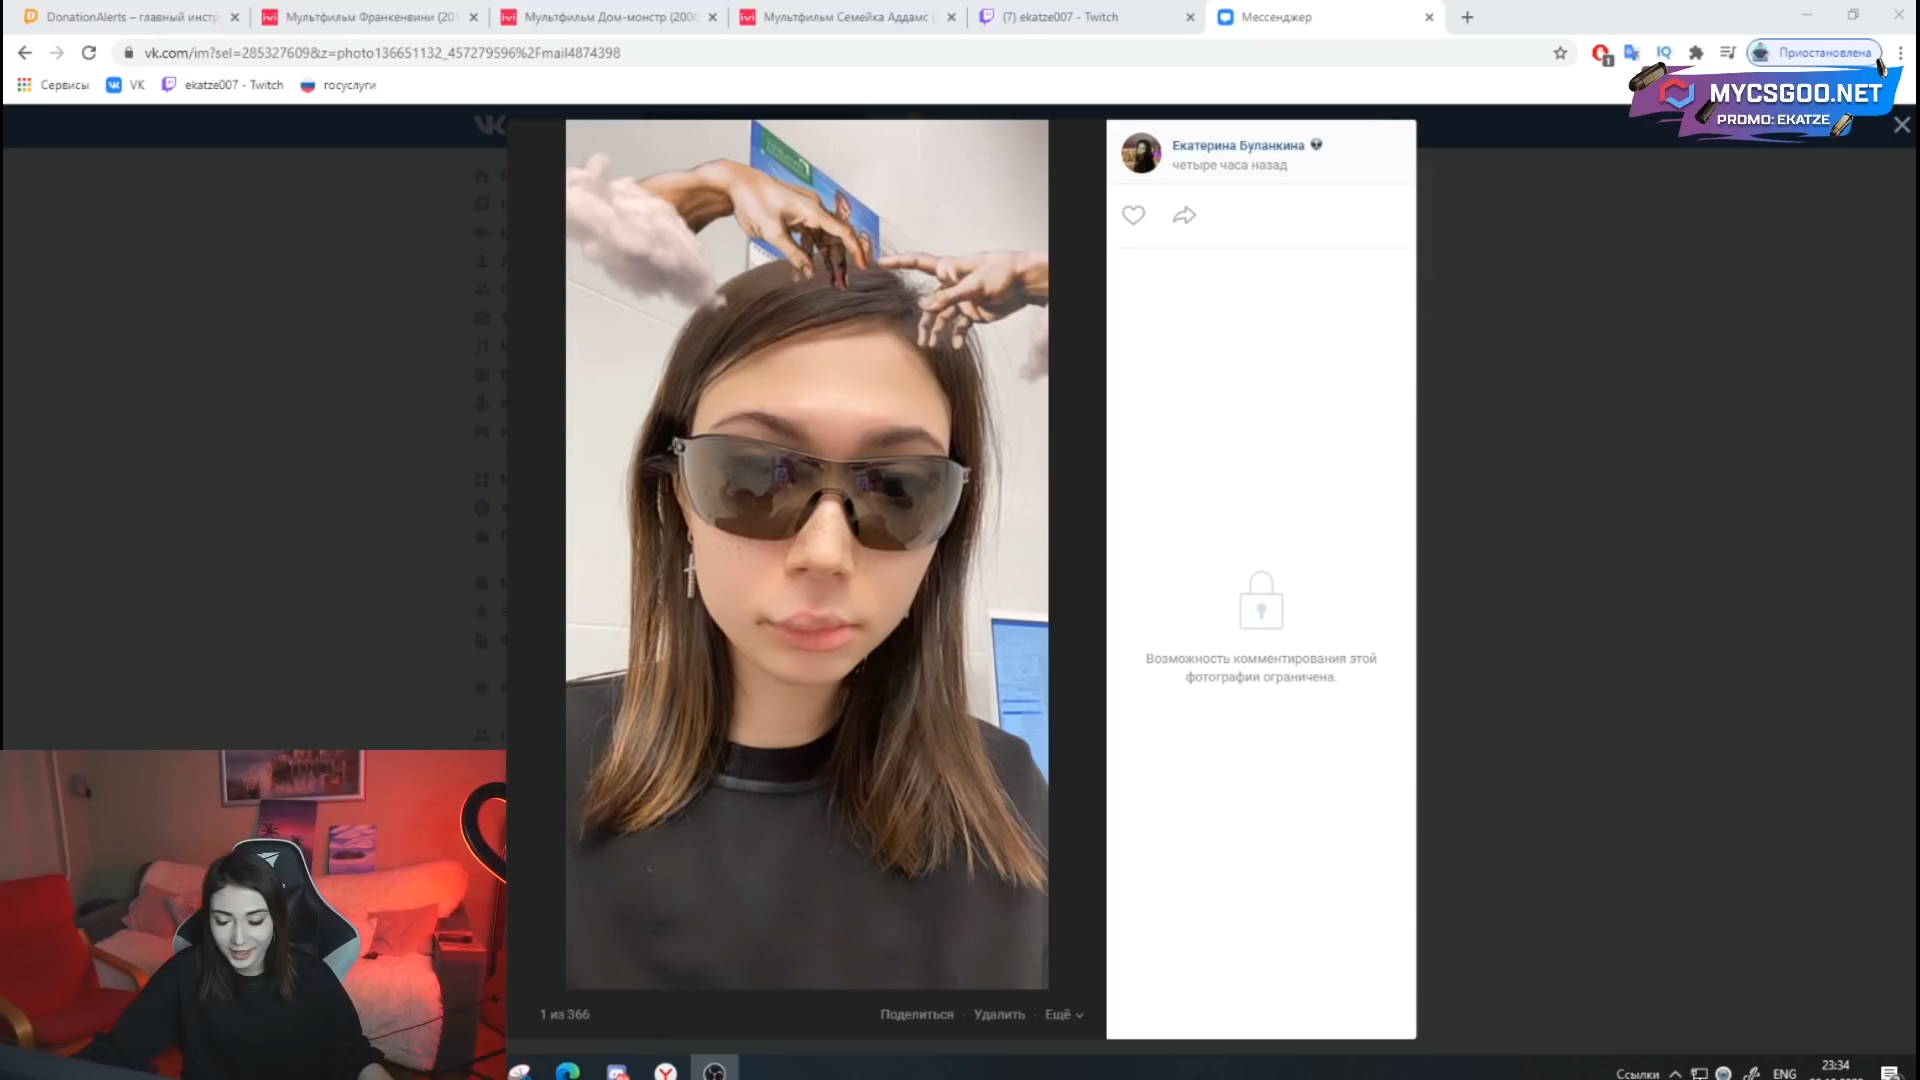 DonationAlerts – главный инстр
Мультфильм Франкенвини (201
Мультфильм Дом-монстр (2006
Мультфильм Семейка Аддамс (
(7) ekatze007 - Twitch
Мессенджер
vk.com/im?sel=285327609&z=photo136651132_457279596%2Fmail4874398
Приостановлена
Сервисы
VK
ekatze007 - Twitch
госуслуги
MYCSGOO.NET
PROMO: EKATZE
Екатерина Буланкина
четыре часа назад
Возможность комментирования этой
фотографии ограничена.
1 из 366
Поделиться
Удалить
Ещё
Ссылки
ENG
23:34